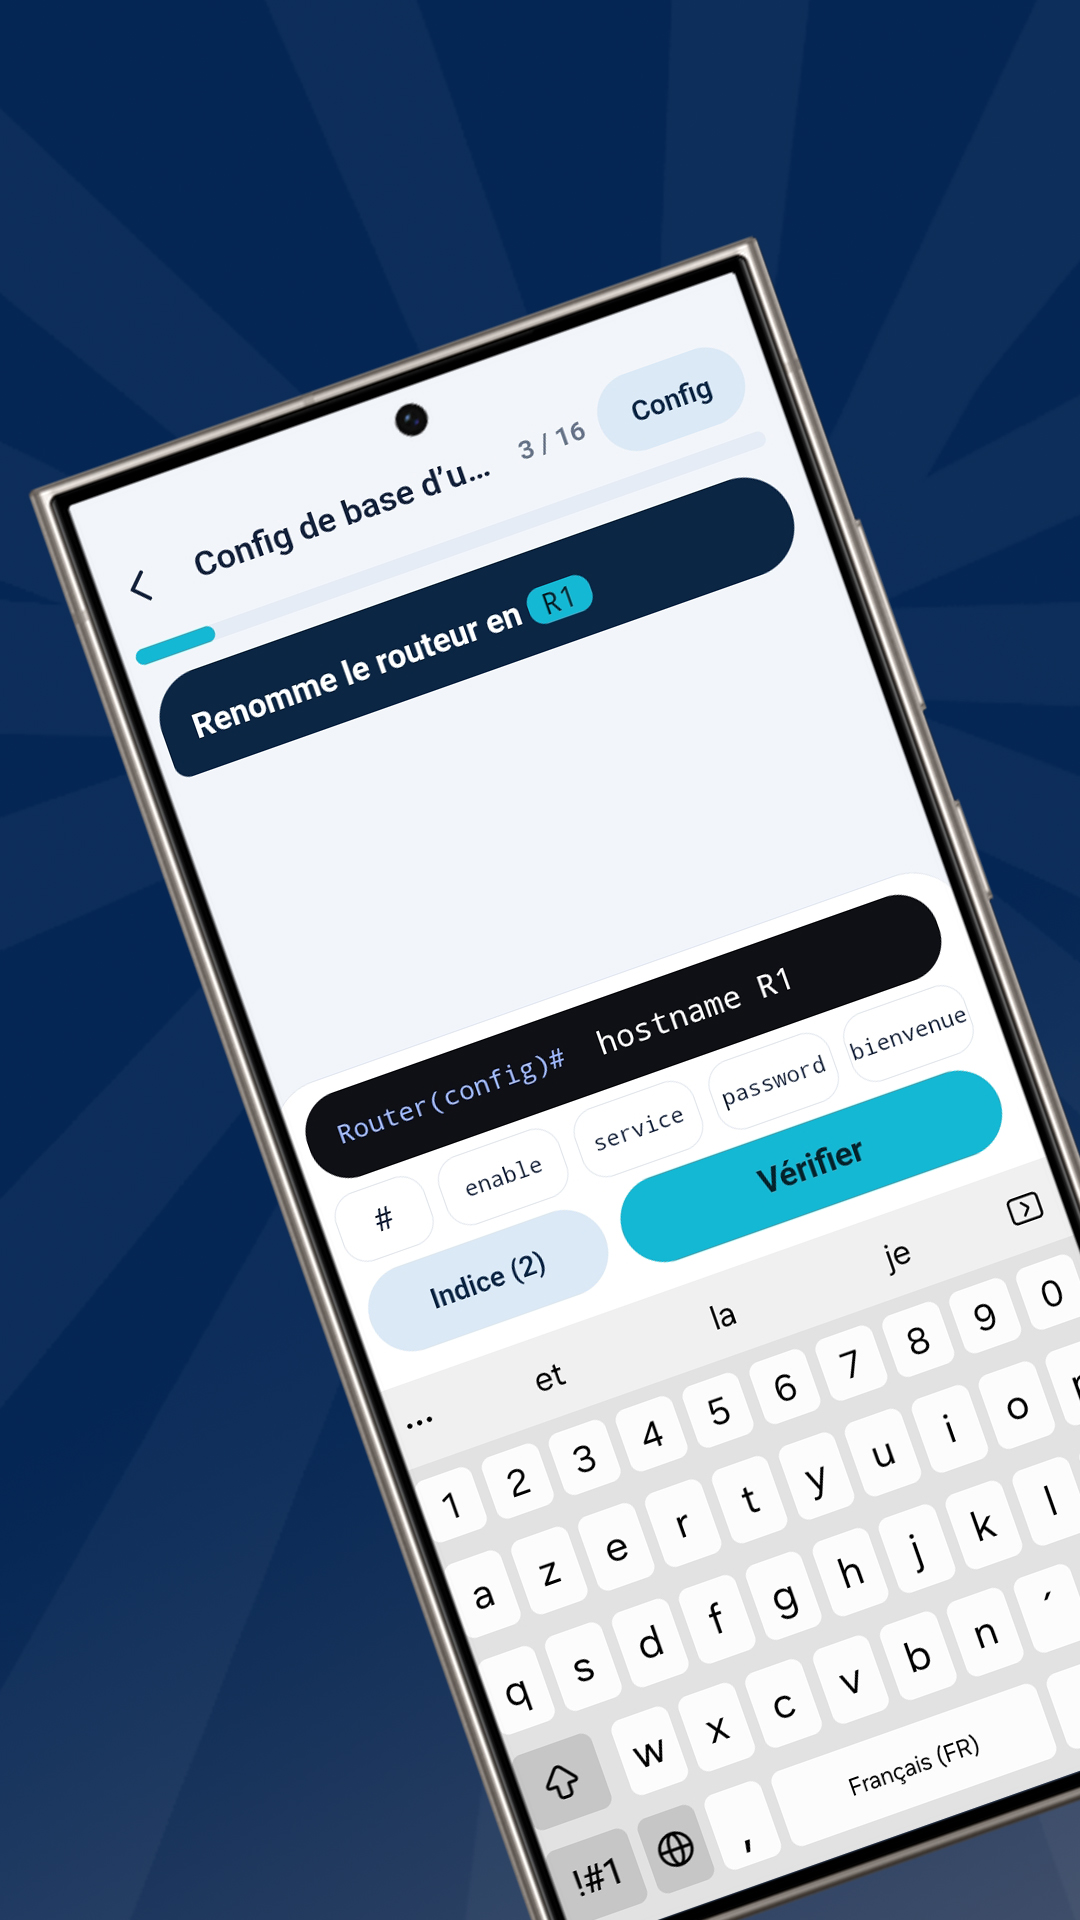 Config de base d'u...
3 / 16
Config
Renomme le routeur en R1
Router(config)# hostname R1
# enable service password bienvenue
Indice (2) Vérifier
... et la je
1 2 3 4 5 6 7 8 9 0
a z e r t y u i o
q s d f g h j k l
w x c v b n ´
!#1 , Français (FR)